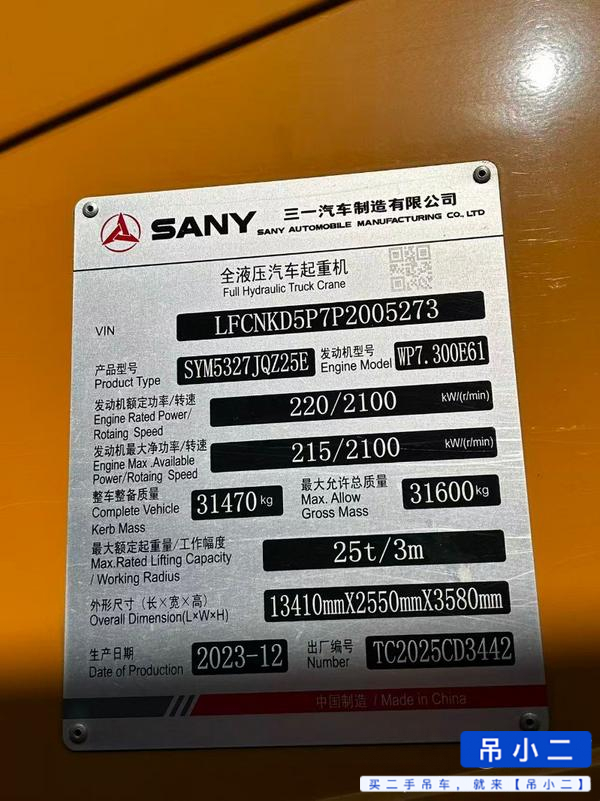 SANY 三一汽车制造有限公司
SANY AUTOMOBILE MANUFACTURING CO., LTD
全液压汽车起重机
Full Hydraulic Truck Crane
VIN LFCNKD5P7P2005273
产品型号 SYM5327JQZ25E 发动机型号 WP7.300E61
Product Type Engine Model
发动机额定功率/转速 220/2100 kW/(r/min)
Engine Rated Power/
Rotaing Speed
发动机最大净功率/转速 215/2100 kW/(r/min)
Engine Max .Available
Power/Rotaing Speed
整车整备质量 31470 kg 最大允许总质量 31600 kg
Complete Vehicle Max. Allow
Kerb Mass Gross Mass
最大额定起重量/工作幅度 25t/3m
Max.Rated Lifting Capacity
/ Working Radius
外形尺寸(长×宽×高) 13410mmX2550mmX3580mm
Overall Dimension(L×W×H)
生产日期 2023-12 出厂编号 TC2025CD3442
Date of Production Number
中国制造 / Made in China
吊小二
买二手吊车，就来【吊小二】